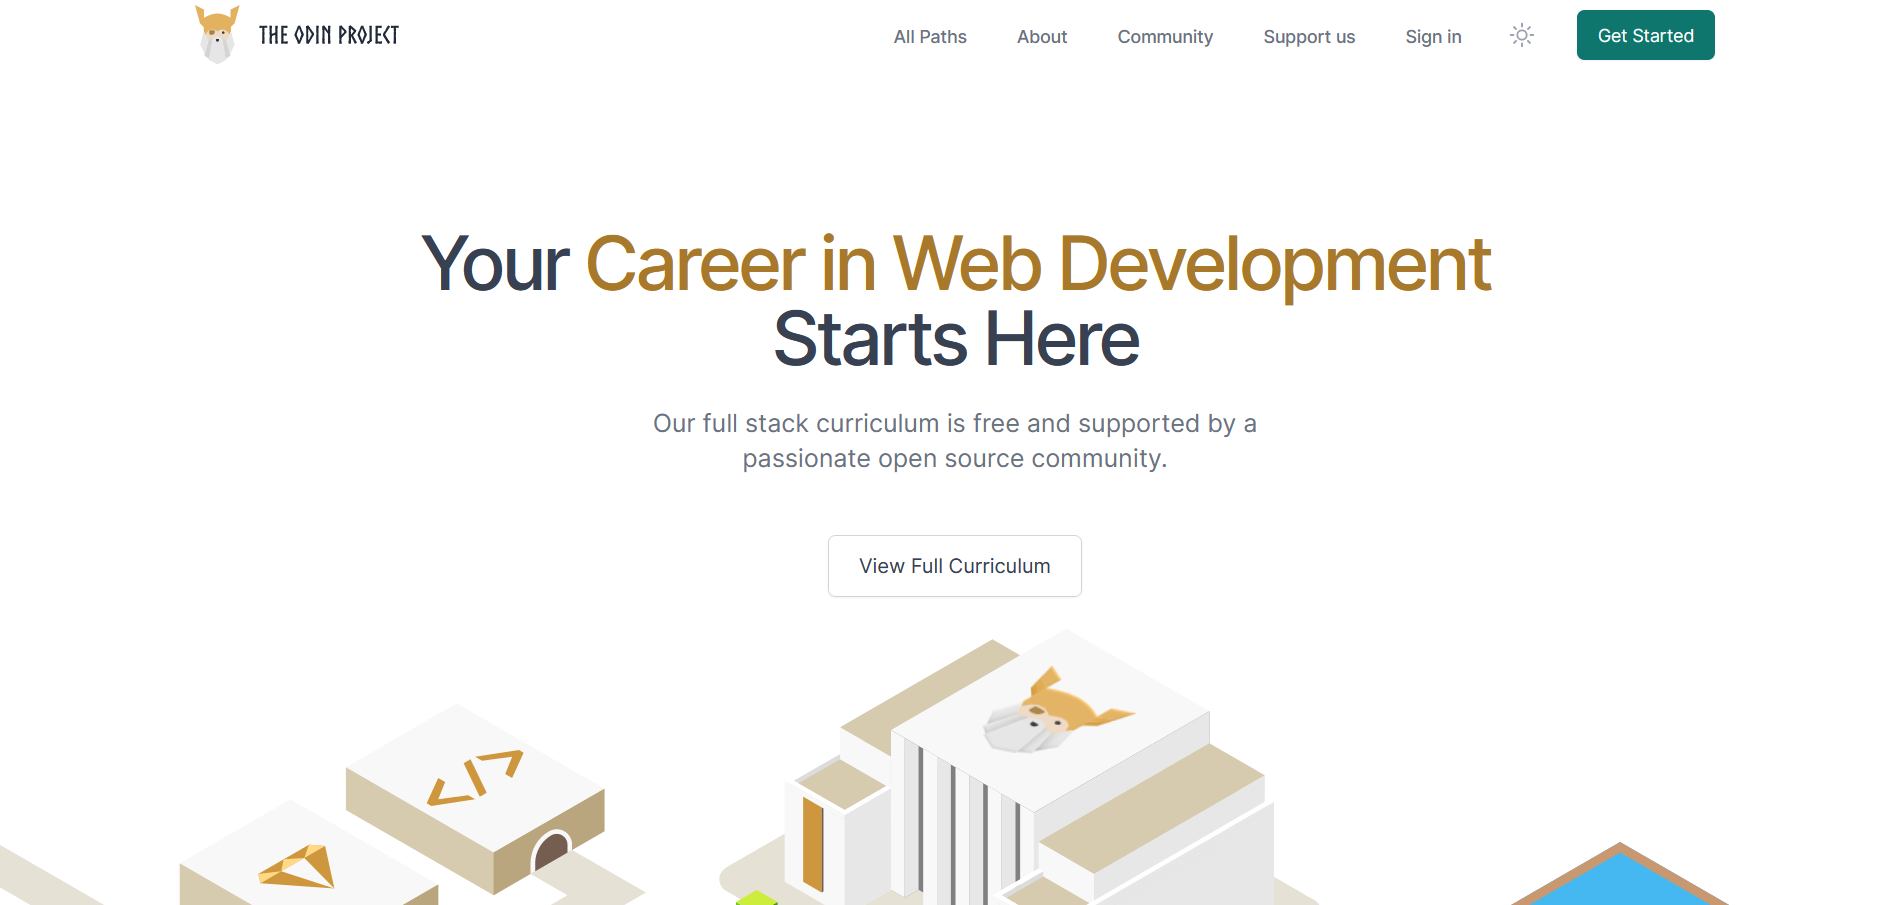 THE ODIN PROJECT
All Paths
About
Community
Support us
Sign in
Get Started
Your Career in Web Development
Starts Here
Our full stack curriculum is free and supported by a
passionate open source community.
View Full Curriculum